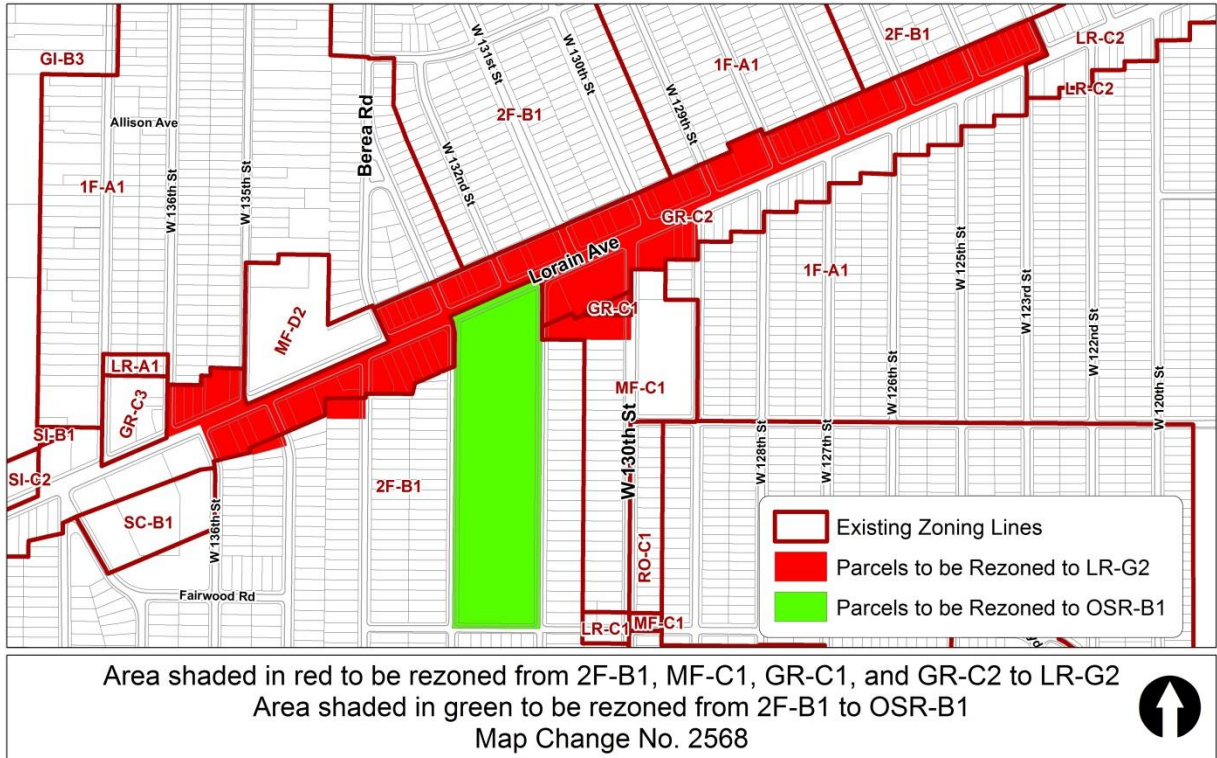 GI-B3
Allison Ave
1F-A1
W 136th St
W 135th St
Berea Rd
W 132nd St
W 131st St
2F-B1
W 130th St
W 129th St
1F-A1
2F-B1
LR-C2
LR-C2
GR-C2
Lorain Ave
GR-C1
MF-D2
LR-A1
GR-C3
SI-B1
SI-C2
SC-B1
W 136th St
Fairwood Rd
2F-B1
MF-C1
W 130th St
RO-C1
LR-C1
MF-C1
1F-A1
W 128th St
W 127th St
W 126th St
W 125th St
W 123rd St
W 122nd St
W 120th St
Existing Zoning Lines
Parcels to be Rezoned to LR-G2
Parcels to be Rezoned to OSR-B1
Area shaded in red to be rezoned from 2F-B1, MF-C1, GR-C1, and GR-C2 to LR-G2
Area shaded in green to be rezoned from 2F-B1 to OSR-B1
Map Change No. 2568